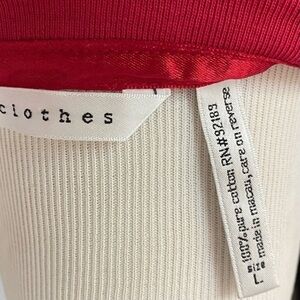 clothes
100% pure cotton RN#92189
made in macau, care on reverse
size
L